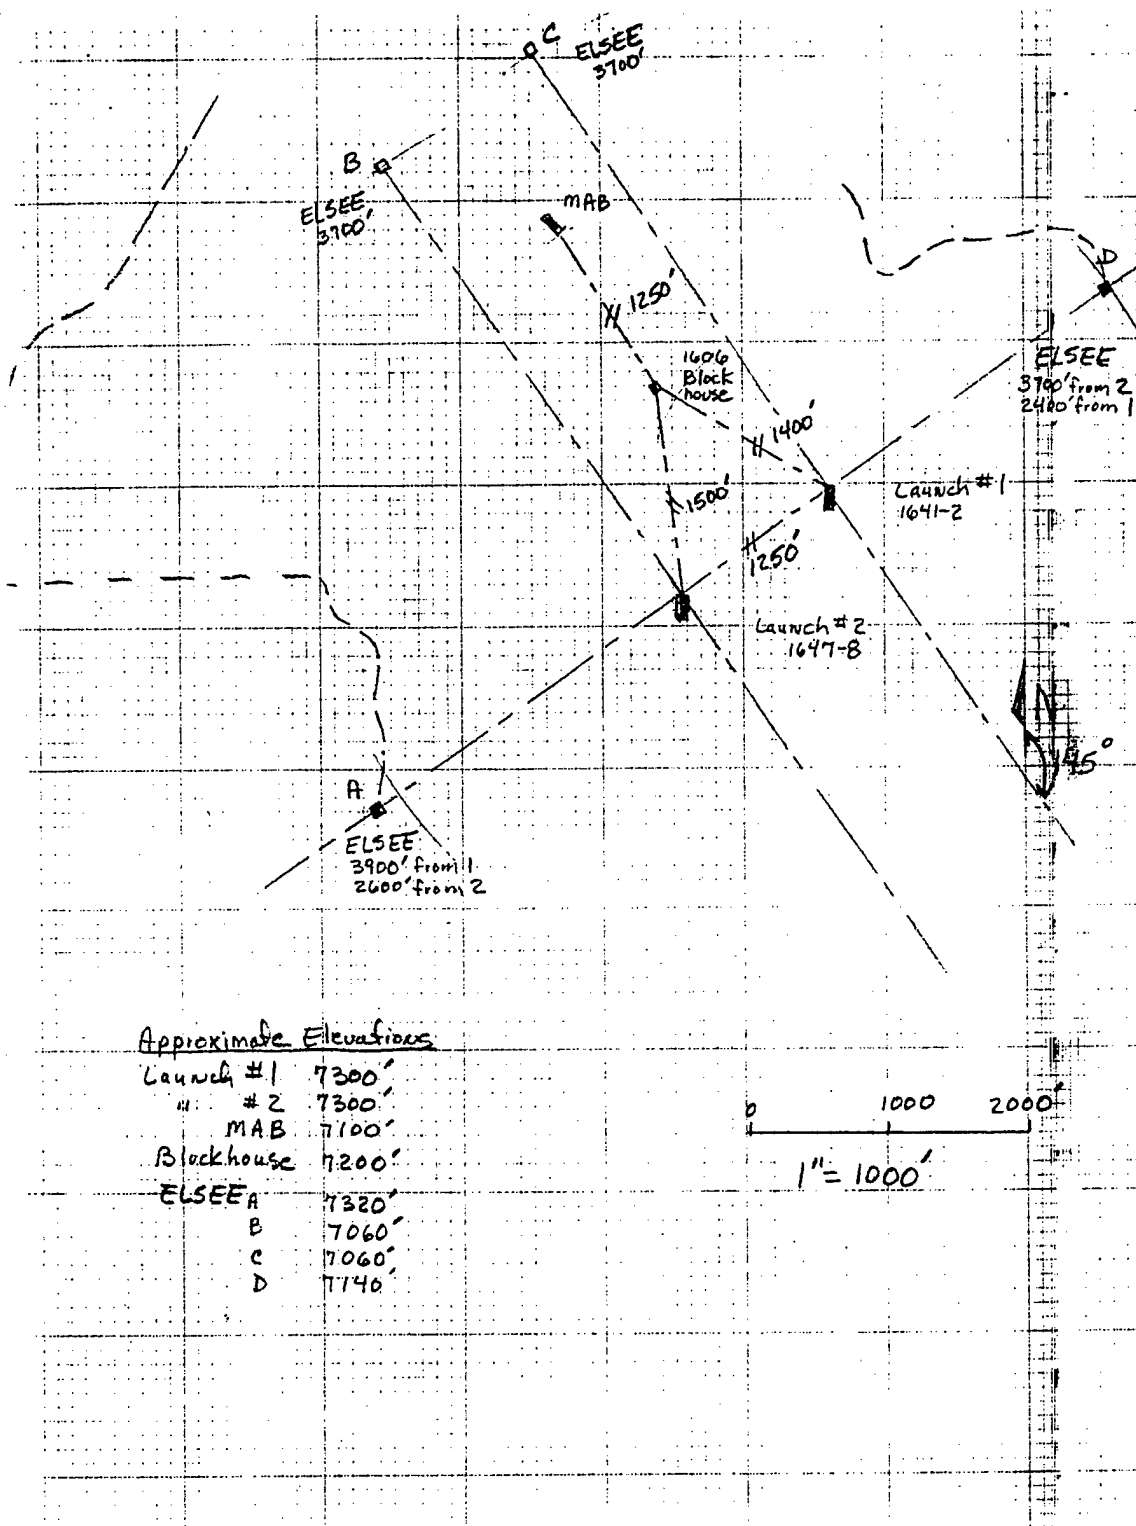 C
ELSEE
3700'
B
ELSEE
3700'
MAB
1250'
D
1606
Block
house
ELSEE
3700' from 2
2400' from 1
1400'
Launch #1
1641-2
1500'
1250'
Launch #2
1647-8
N
145°
A
ELSEE
3900' from 1
2600' from 2
Approximate Elevations
Launch #1 7300'
" #2 7300'
MAB 7100'
Blockhouse 7200'
ELSEE A 7320'
B 7060'
C 7060'
D 7140'
0 1000 2000'
1" = 1000'